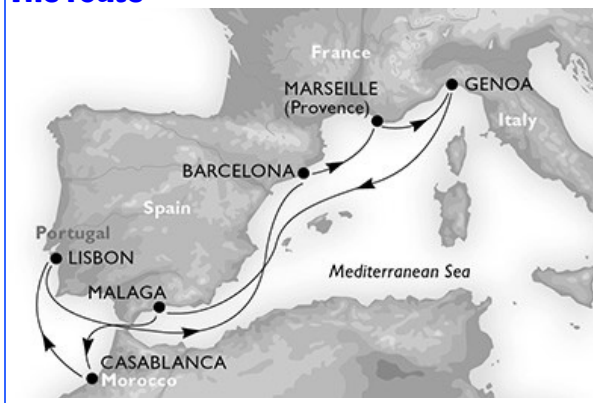 The route
France
MARSEILLE
(Provence)
GENOA
Italy
BARCELONA
Spain
Portugal
LISBON
Mediterranean Sea
MALAGA
CASABLANCA
Morocco